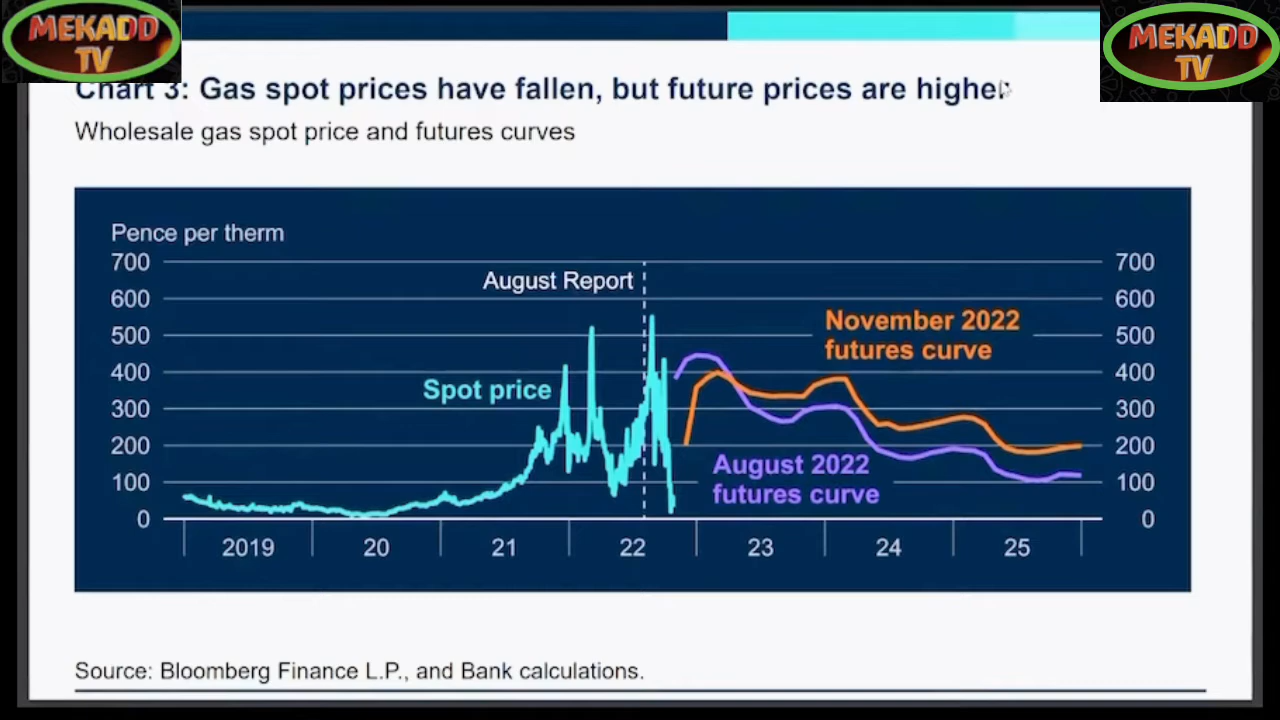 MEKADD
TV
MEKADD
TV
Chart 3: Gas spot prices have fallen, but future prices are higher
Wholesale gas spot price and futures curves
Pence per therm
700 700
August Report
600 600
November 2022
futures curve
500 500
400 400
Spot price
300 300
200 200
August 2022
futures curve
100 100
0 0
2019 20 21 22 23 24 25
Source: Bloomberg Finance L.P., and Bank calculations.